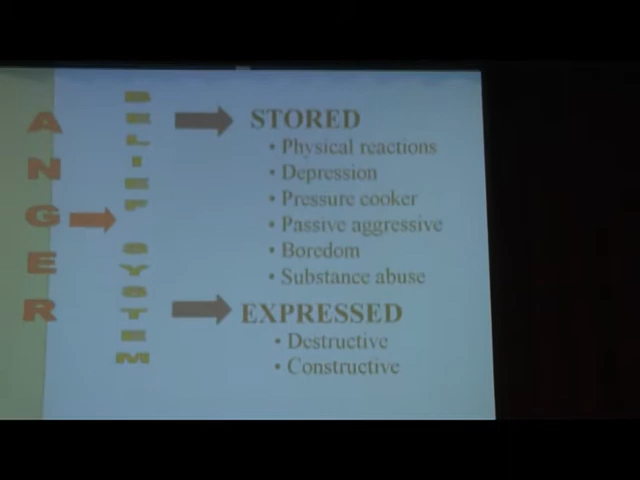 ANGER
BELIEF SYSTEM
STORED
• Physical reactions
• Depression
• Pressure cooker
• Passive aggressive
• Boredom
• Substance abuse
EXPRESSED
• Destructive
• Constructive